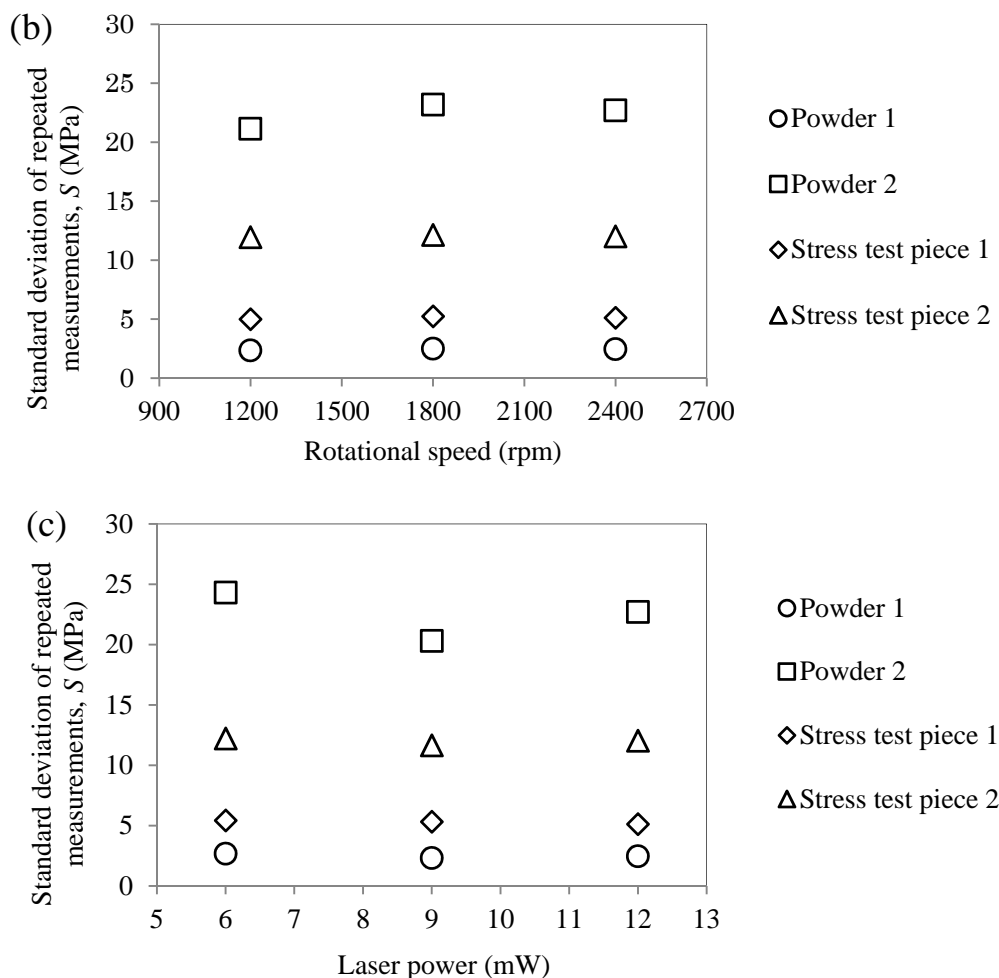 (b)
Standard deviation of repeated
measurements, S (MPa)
30
25
20
15
10
5
0
900 1200 1500 1800 2100 2400 2700
Rotational speed (rpm)
Powder 1
Powder 2
Stress test piece 1
Stress test piece 2
(c)
Standard deviation of repeated
measurements, S (MPa)
30
25
20
15
10
5
0
5 6 7 8 9 10 11 12 13
Laser power (mW)
Powder 1
Powder 2
Stress test piece 1
Stress test piece 2